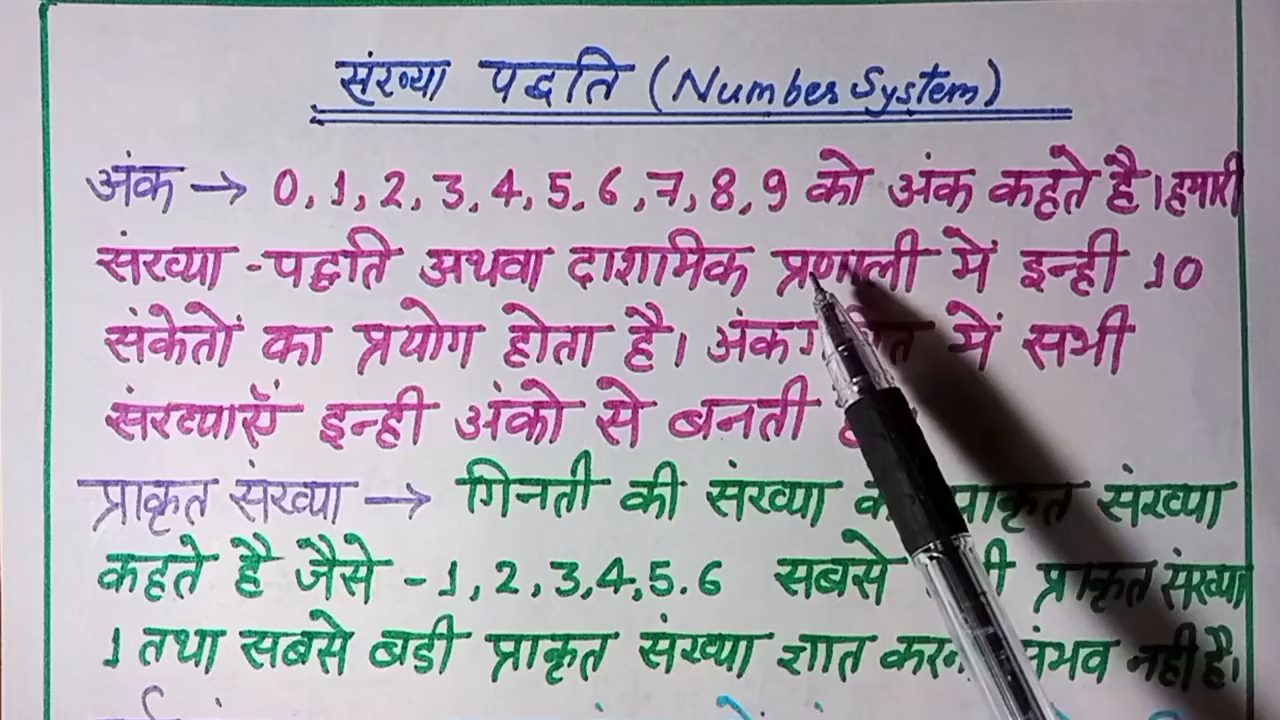 संख्या पद्धति (Number System)
अंक → 0, 1, 2, 3, 4, 5, 6, 7, 8, 9 को अंक कहते है। हमारी
संख्या - पद्धति अथवा दाशमिक प्रणाली में इन्ही 10
संकेतों का प्रयोग होता है। में सभी
संख्याएँ इन्ही अंको से बनती
प्राकृत संख्या → गिनती की संख्या प्राकृत संख्या
कहते है जैसे - 1, 2, 3, 4, 5. 6 सबसे प्राकृत संख्या
1 तथा सबसे बडी प्राकृत संख्या ज्ञात नही है।